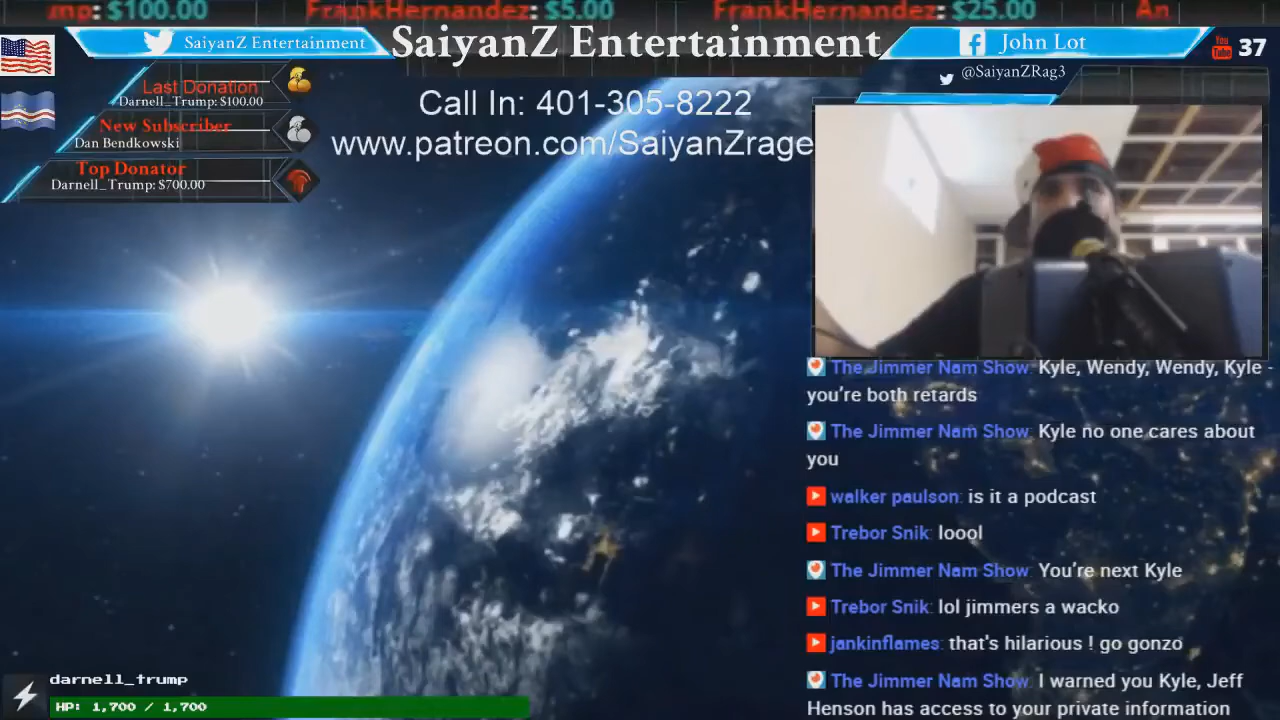 mp: $100.00 FrankHernandez: $5.00 FrankHernandez: $25.00 An
SaiyanZ Entertainment
SaiyanZ Entertainment
John Lot
You Tube 37
@SaiyanZRag3
Last Donation
Darnell_Trump: $100.00
New Subscriber
Dan Bendkowski
Top Donator
Darnell_Trump: $700.00
Call In: 401-305-8222
www.patreon.com/SaiyanZrage
The Jimmer Nam Show: Kyle, Wendy, Wendy, Kyle -
you're both retards
The Jimmer Nam Show: Kyle no one cares about
you
walker paulson: is it a podcast
Trebor Snik: loool
The Jimmer Nam Show: You're next Kyle
Trebor Snik: lol jimmers a wacko
jankinflames: that's hilarious ! go gonzo
The Jimmer Nam Show: I warned you Kyle, Jeff
Henson has access to your private information
darnell_trump
HP: 1,700 / 1,700